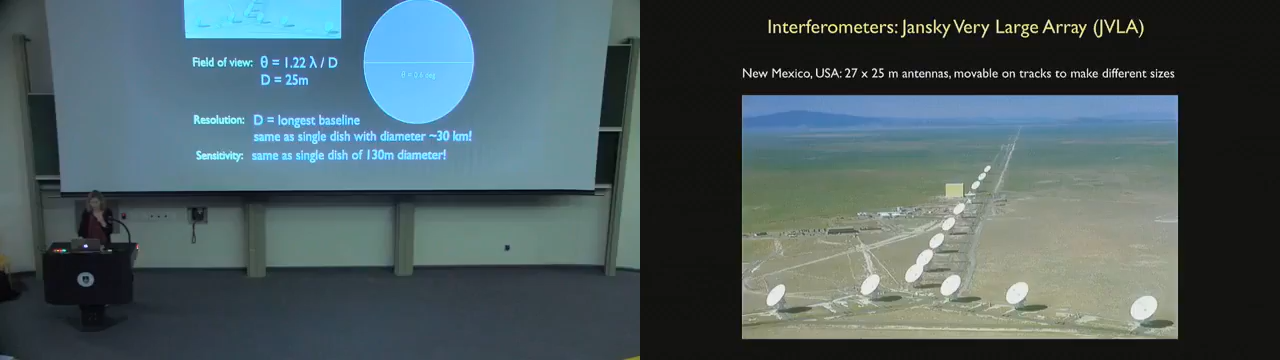 Field of view: θ = 1.22 λ / D
D = 25m
Resolution: D = longest baseline
same as single dish with diameter ~30 km!
Sensitivity: same as single dish of 130m diameter!
Interferometers: Jansky Very Large Array (JVLA)
New Mexico, USA: 27 x 25 m antennas, movable on tracks to make different sizes